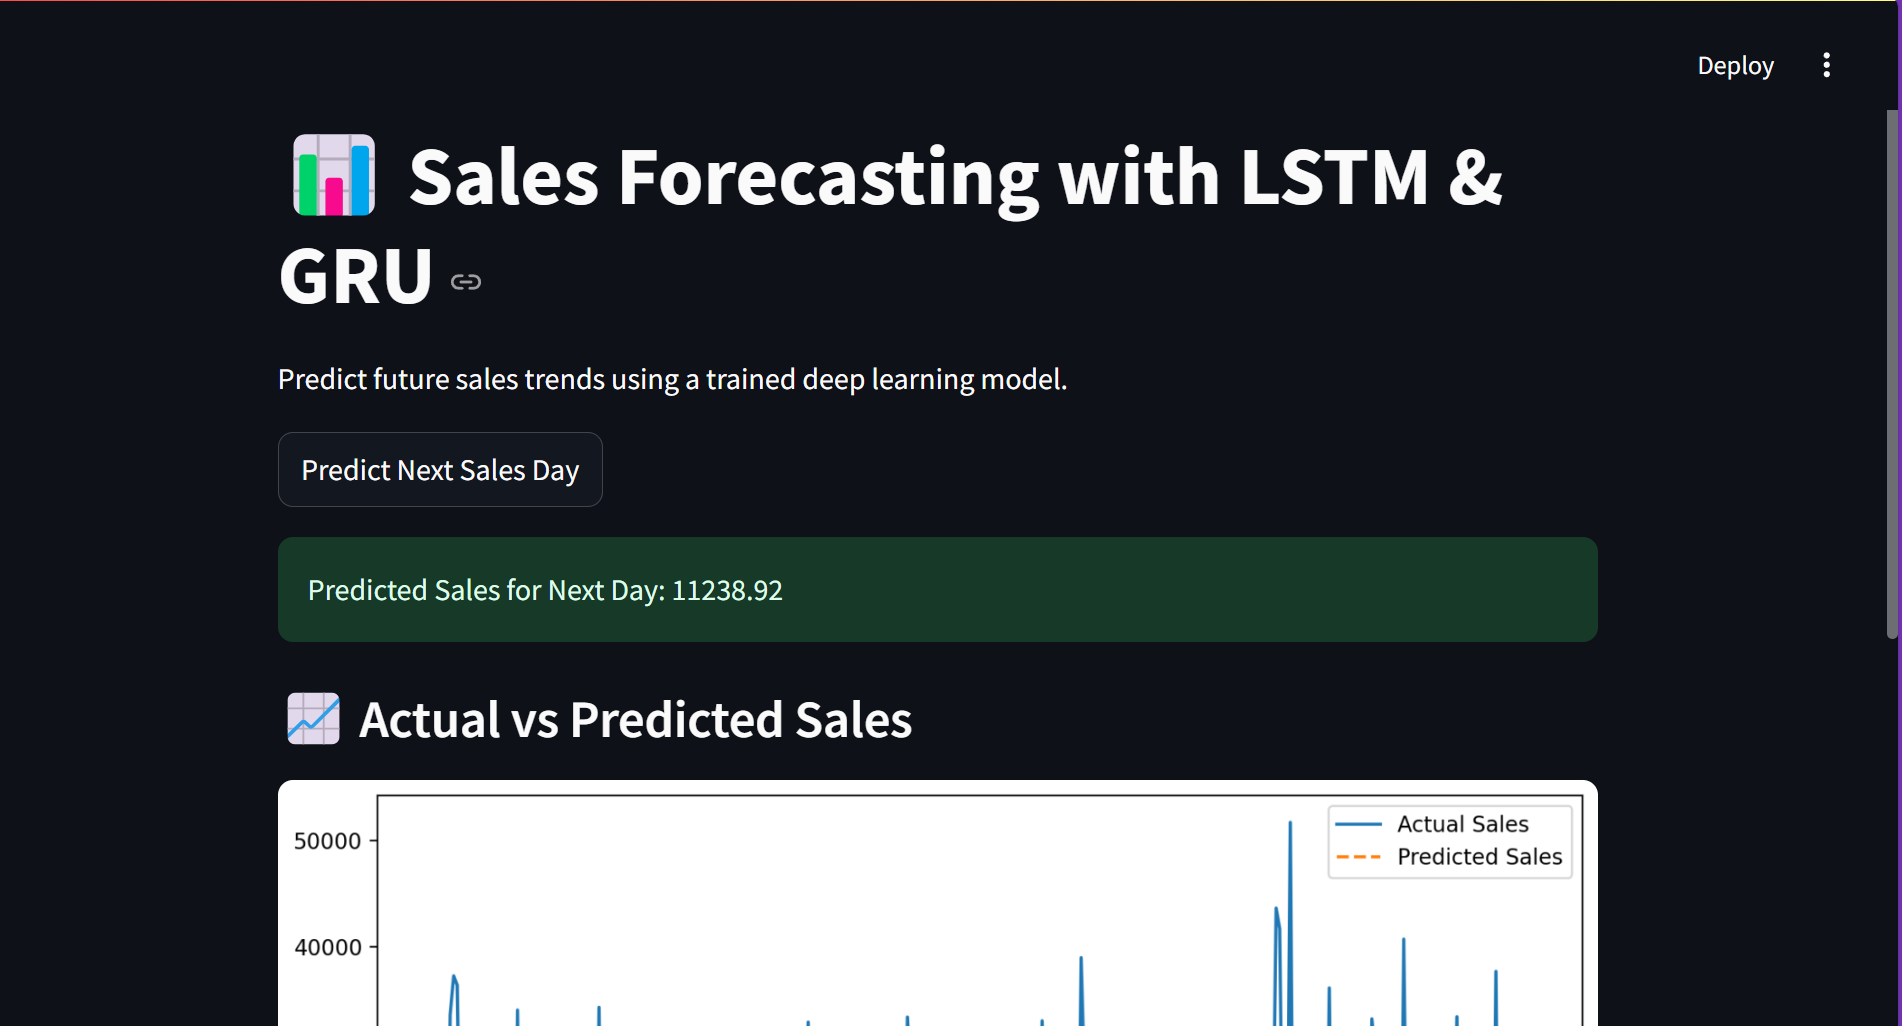 Deploy
Sales Forecasting with LSTM &
GRU
Predict future sales trends using a trained deep learning model.
Predict Next Sales Day
Predicted Sales for Next Day: 11238.92
Actual vs Predicted Sales
50000
Actual Sales
Predicted Sales
40000